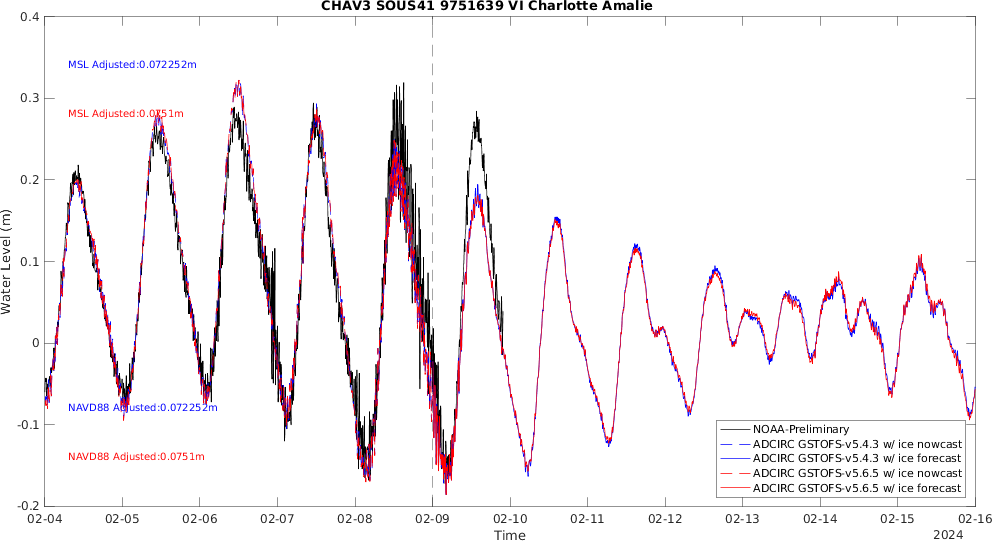 CHAV3 SOUS41 9751639 VI Charlotte Amalie
0.4
MSL Adjusted:0.072252m
0.3
MSL Adjusted:0.0751m
0.2
0.1
Water Level (m)
0
NAVD88 Adjusted:0.072252m
-0.1
NAVD88 Adjusted:0.0751m
-0.2
NOAA-Preliminary
ADCIRC GSTOFS-v5.4.3 w/ ice nowcast
ADCIRC GSTOFS-v5.4.3 w/ ice forecast
ADCIRC GSTOFS-v5.6.5 w/ ice nowcast
ADCIRC GSTOFS-v5.6.5 w/ ice forecast
02-04 02-05 02-06 02-07 02-08 02-09 02-10 02-11 02-12 02-13 02-14 02-15 02-16
Time
2024